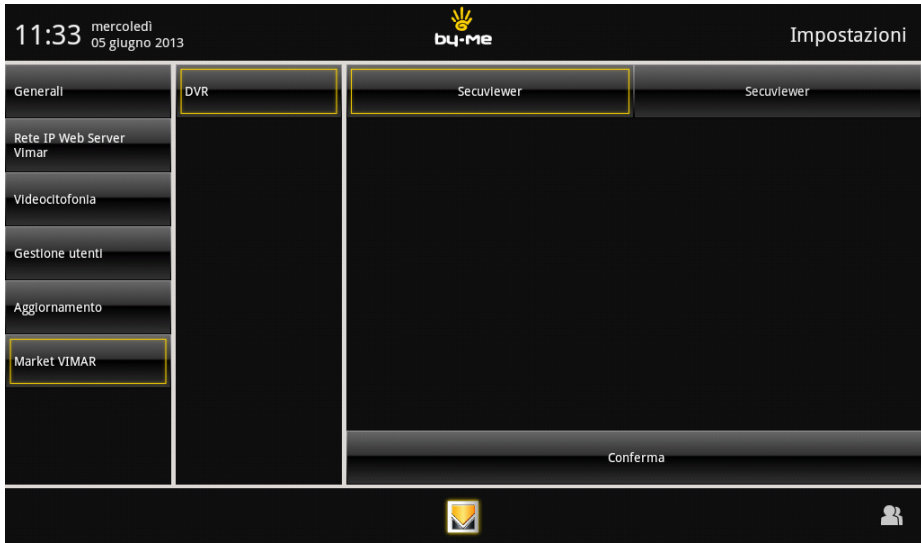 11:33
mercoledì
05 giugno 2013
by-me
Impostazioni
Generali
Rete IP Web Server
Vimar
Videocitofonia
Gestione utenti
Aggiornamento
Market VIMAR
DVR
Secuviewer
Secuviewer
Conferma